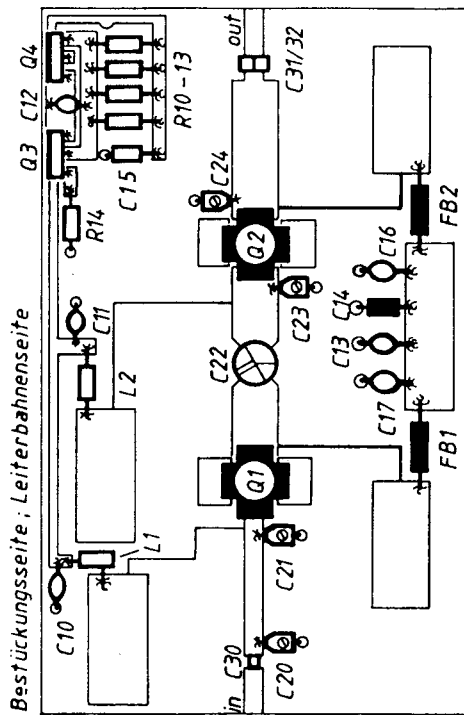 Bestückungsseite; Leiterbahnenseite
C10
L1
C11
L2
R14
Q3
C12
Q4
C15
R10-13
in
C30
C20
C21
Q1
C22
C23
Q2
C24
C31/32
out
FB1
C17
C13
C14
C16
FB2